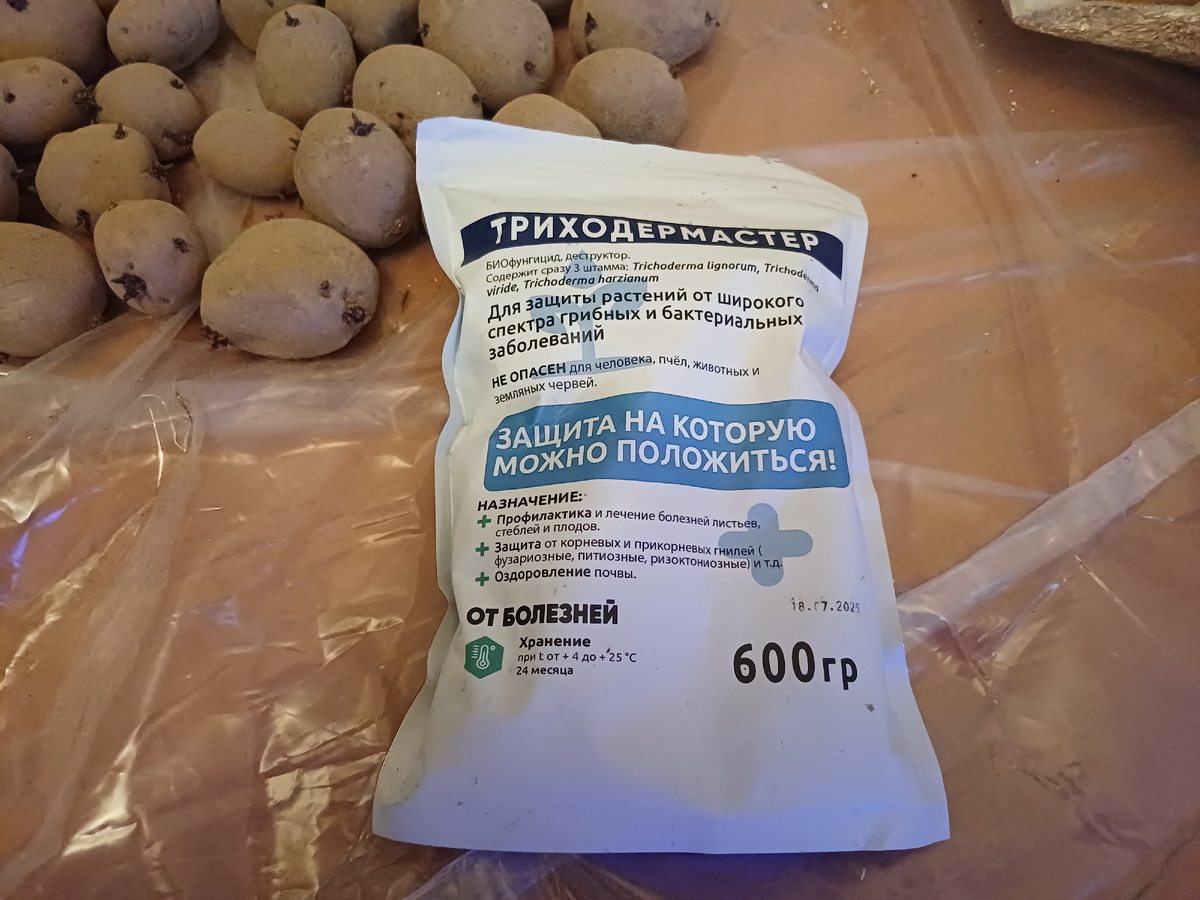 ТРИХОДЕРМАСТЕР
БИОфунгицид, деструктор.
Содержит сразу 3 штамма: Trichoderma lignorum, Trichoderma
viride, Trichoderma harzianum
Для защиты растений от широкого
спектра грибных и бактериальных
заболеваний
НЕ ОПАСЕН для человека, пчёл, животных и
земляных червей.
ЗАЩИТА НА КОТОРУЮ
МОЖНО ПОЛОЖИТЬСЯ!
НАЗНАЧЕНИЕ:
Профилактика и лечение болезней листьев,
стеблей и плодов.
Защита от корневых и прикорневых гнилей (
фузариозные, питиозные, ризоктониозные) и т.д.
Оздоровление почвы.
ОТ БОЛЕЗНЕЙ
18.07.2025
Хранение
при t от + 4 до + 25 °C
24 месяца
600гр